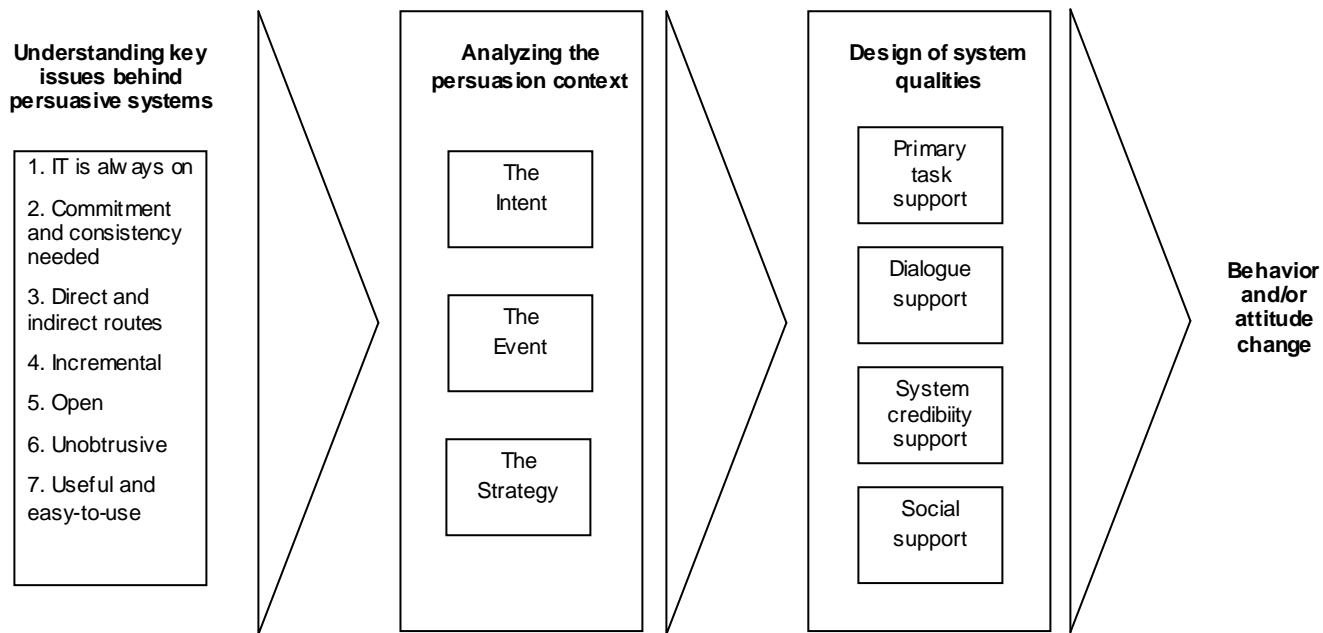 Understanding key
issues behind
persuasive systems
1. IT is always on
2. Commitment
and consistency
needed
3. Direct and
indirect routes
4. Incremental
5. Open
6. Unobtrusive
7. Useful and
easy-to-use
Analyzing the
persuasion context
The
Intent
The
Event
The
Strategy
Design of system
qualities
Primary
task
support
Dialogue
support
System
credibiity
support
Social
support
Behavior
and/or
attitude
change